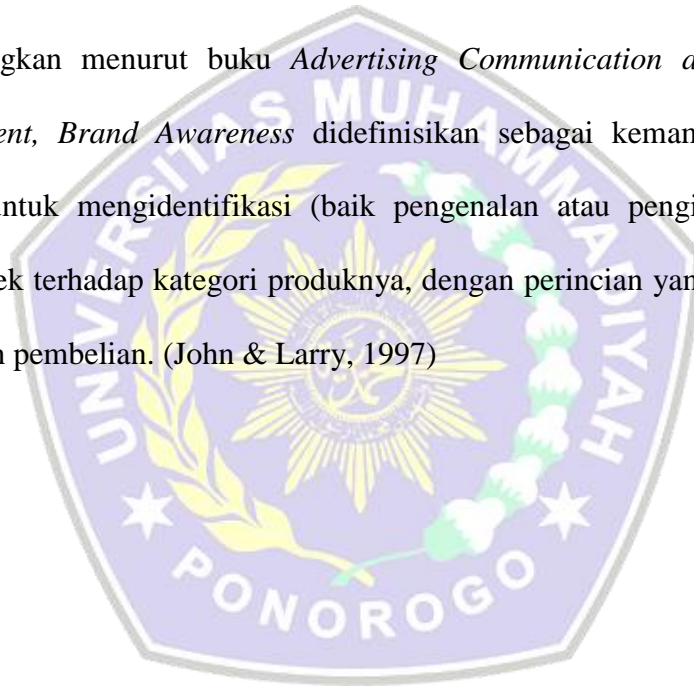 gkan menurut buku Advertising Communication a
ent, Brand Awareness didefinisikan sebagai keman
ntuk mengidentifikasi (baik pengenalan atau pengi
ek terhadap kategori produknya, dengan perincian yan
n pembelian. (John & Larry, 1997)
UNIVERSITAS MUHAMMADIYAH
PONOROGO